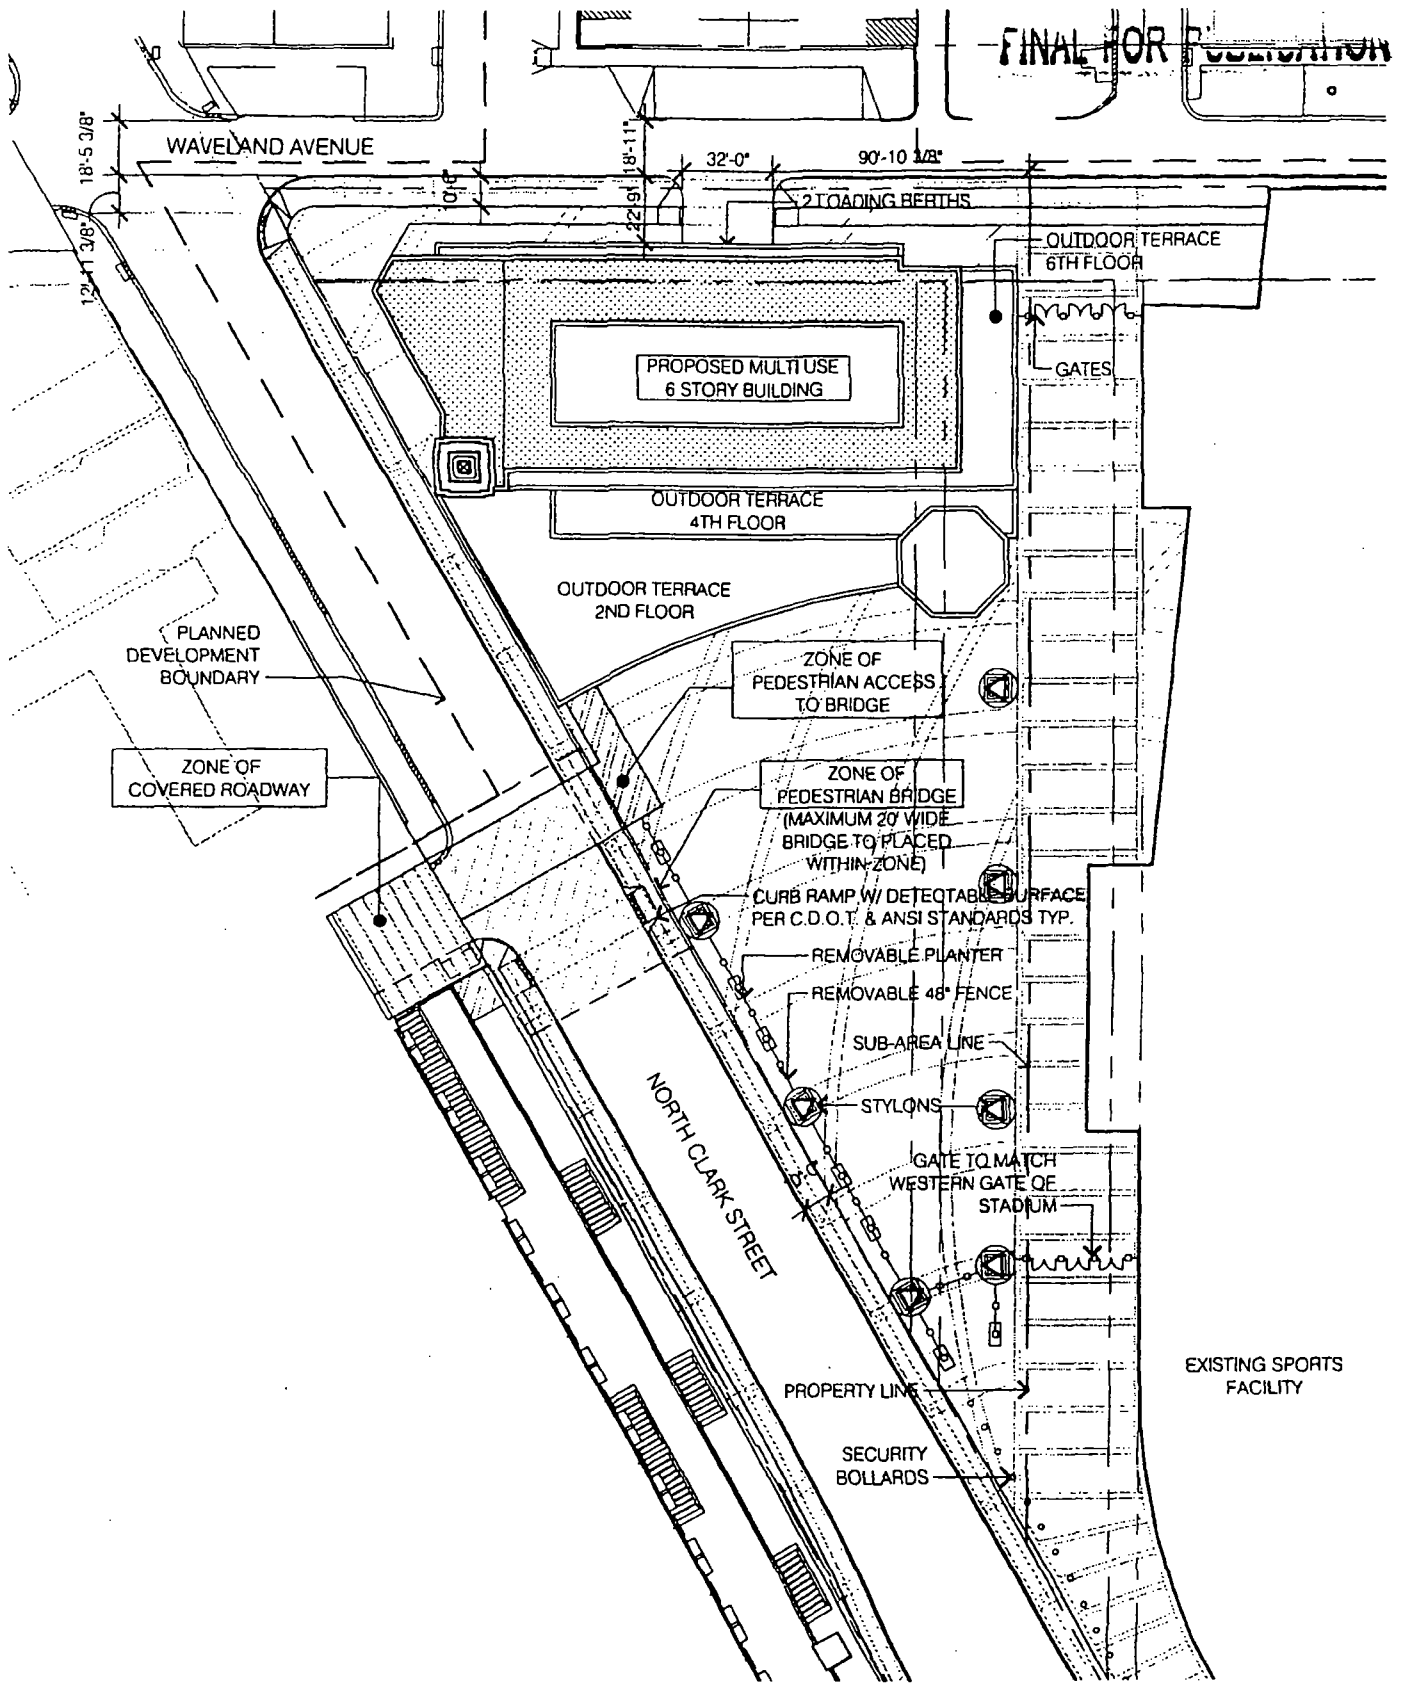 FINAL FOR PUBLICATION
WAVELAND AVENUE
18'-5 3/8"
12'-11 3/8"
18'-11"
22'-9"
32'-0"
90'-10 3/8"
2 LOADING BERTHS
OUTDOOR TERRACE
6TH FLOOR
GATES
PROPOSED MULTI USE
6 STORY BUILDING
OUTDOOR TERRACE
4TH FLOOR
OUTDOOR TERRACE
2ND FLOOR
PLANNED
DEVELOPMENT
BOUNDARY
ZONE OF
PEDESTRIAN ACCESS
TO BRIDGE
ZONE OF
COVERED ROADWAY
ZONE OF
PEDESTRIAN BRIDGE
(MAXIMUM 20' WIDE
BRIDGE TO PLACED
WITHIN ZONE)
CURB RAMP W/ DETECTABLE SURFACE
PER C.D.O.T. & ANSI STANDARDS TYP.
REMOVABLE PLANTER
REMOVABLE 48" FENCE
SUB-AREA LINE
NORTH CLARK STREET
STYLONS
GATE TO MATCH
WESTERN GATE OF
STADIUM
EXISTING SPORTS
FACILITY
PROPERTY LINE
SECURITY
BOLLARDS